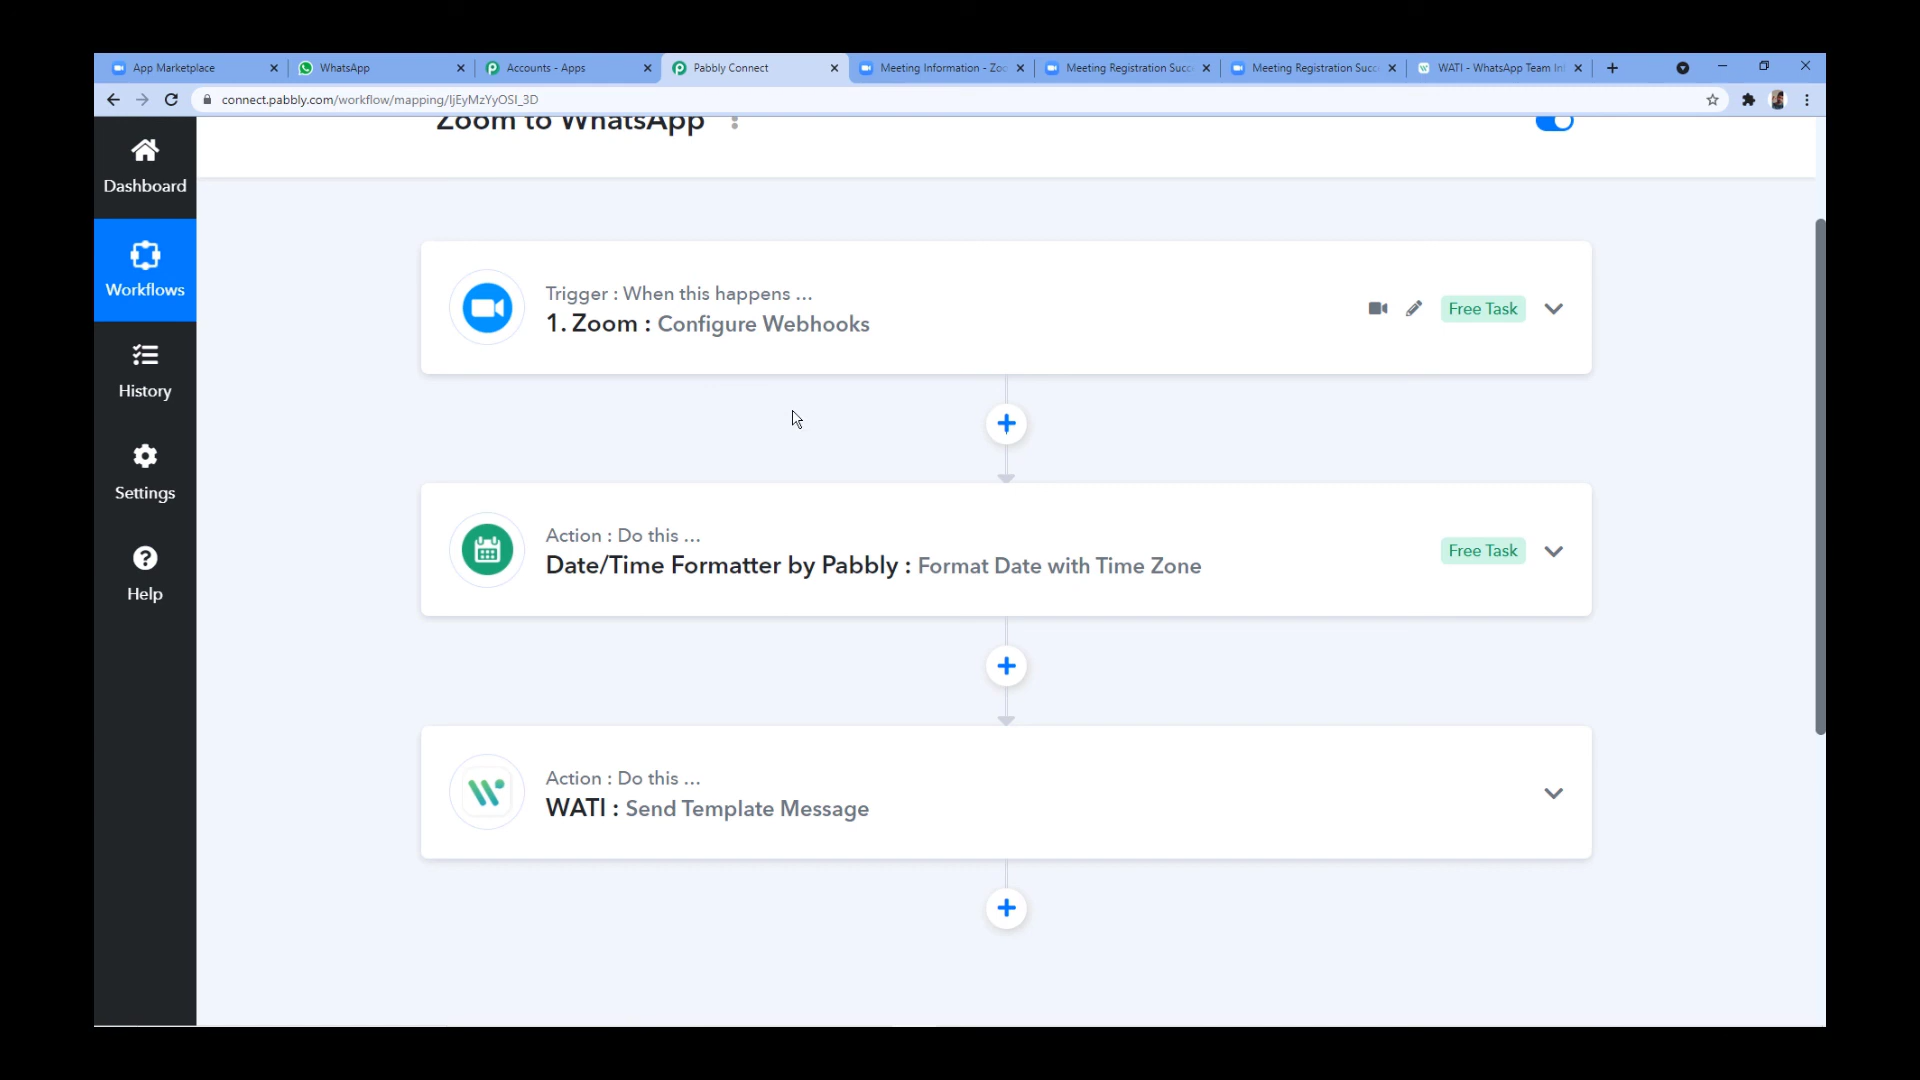 App Marketplace
WhatsApp
Accounts - Apps
Pabbly Connect
Meeting Information - Zoo
Meeting Registration Succ
Meeting Registration Succ
WATI - WhatsApp Team In
connect.pabbly.com/workflow/mapping/IjEyMzYyOSI_3D
Zoom to WhatsApp
Dashboard
Workflows
History
Settings
Help
Trigger : When this happens ...
1. Zoom : Configure Webhooks
Free Task
Action : Do this ...
Date/Time Formatter by Pabbly : Format Date with Time Zone
Free Task
Action : Do this ...
WATI : Send Template Message